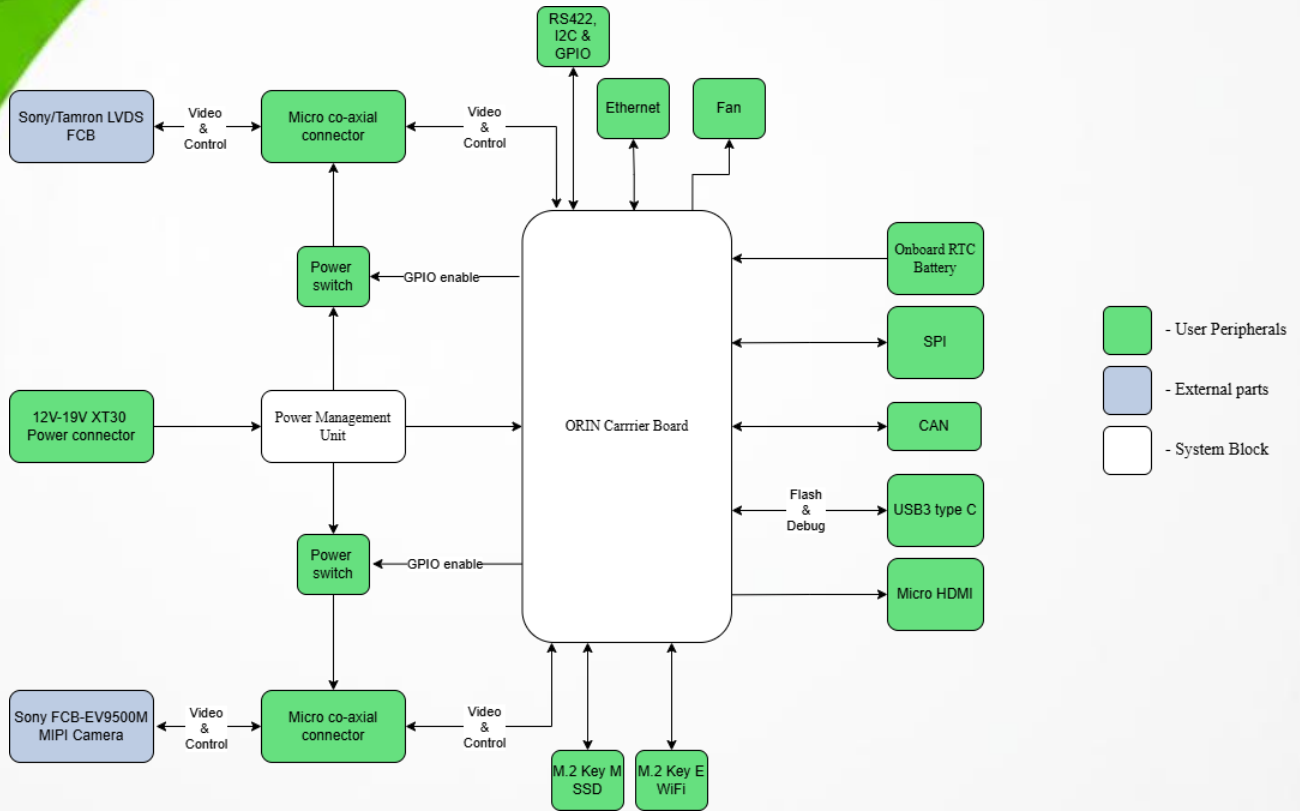 RS422,
I2C &
GPIO
Ethernet
Fan
Sony/Tamron LVDS
FCB
Video
&
Control
Micro co-axial
connector
Video
&
Control
Power
switch
GPIO enable
Onboard RTC
Battery
SPI
12V-19V XT30
Power connector
Power Management
Unit
ORIN Carrrier Board
CAN
Flash
&
Debug
USB3 type C
Power
switch
GPIO enable
Micro HDMI
Sony FCB-EV9500M
MIPI Camera
Video
&
Control
Micro co-axial
connector
Video
&
Control
M.2 Key M
SSD
M.2 Key E
WiFi
- User Peripherals
- External parts
- System Block